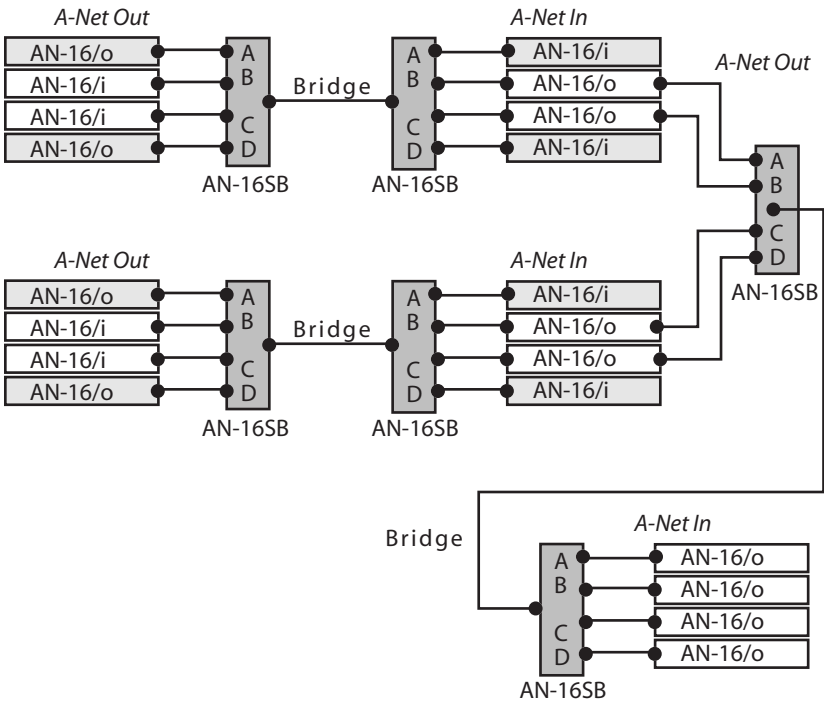 A-Net Out
AN-16/o
AN-16/i
AN-16/i
AN-16/o
A
B
C
D
AN-16SB
Bridge
A-Net In
A
B
C
D
AN-16SB
AN-16/i
AN-16/o
AN-16/o
AN-16/i
A-Net Out
A
B
C
D
AN-16SB
A-Net Out
AN-16/o
AN-16/i
AN-16/i
AN-16/o
A
B
C
D
AN-16SB
Bridge
A-Net In
A
B
C
D
AN-16SB
AN-16/i
AN-16/o
AN-16/o
AN-16/i
Bridge
A-Net In
A
B
C
D
AN-16SB
AN-16/o
AN-16/o
AN-16/o
AN-16/o